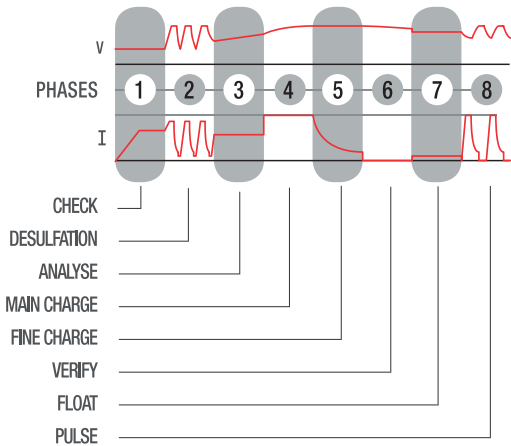 V
PHASES 1 2 3 4 5 6 7 8
I
CHECK
DESULFATION
ANALYSE
MAIN CHARGE
FINE CHARGE
VERIFY
FLOAT
PULSE